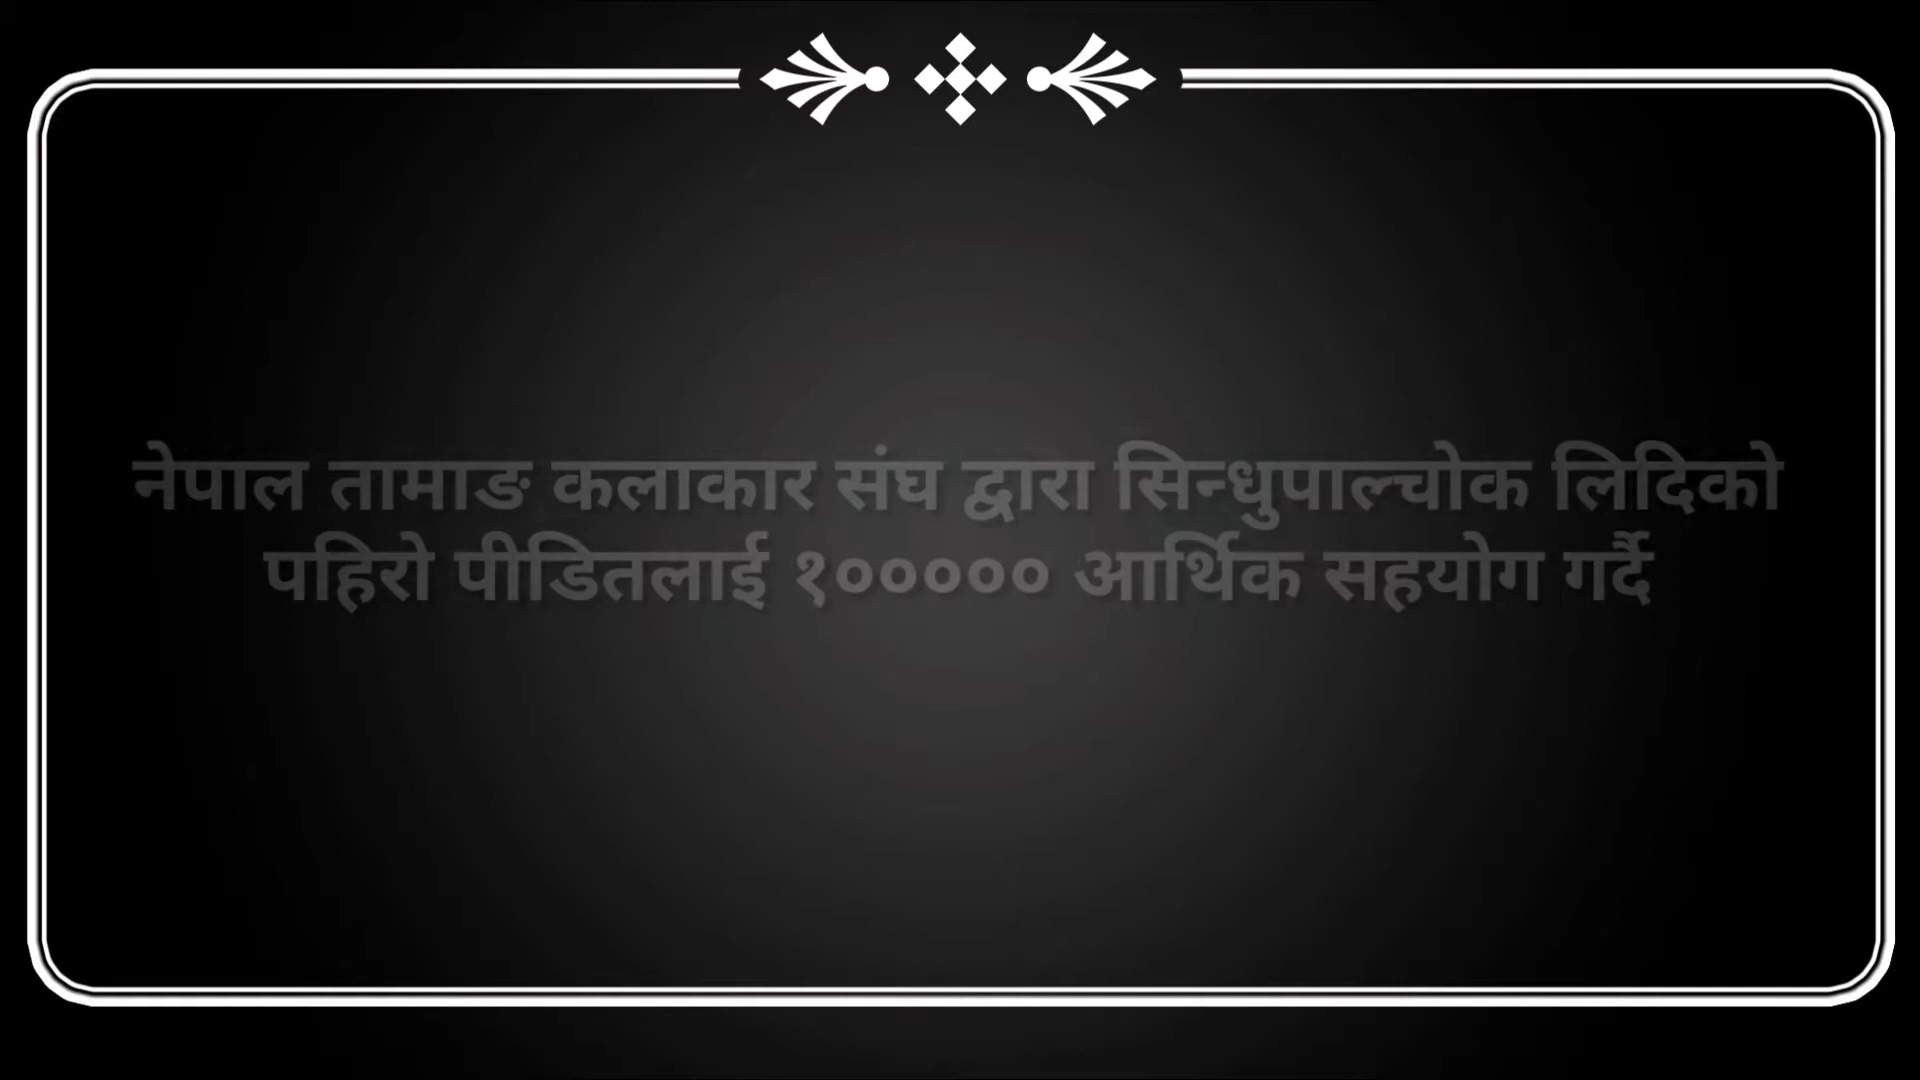 नेपाल तामाङ कलाकार संघ द्वारा सिन्धुपाल्चोक लिदिको
पहिरो पीडितलाई १००००० आर्थिक सहयोग गर्दै